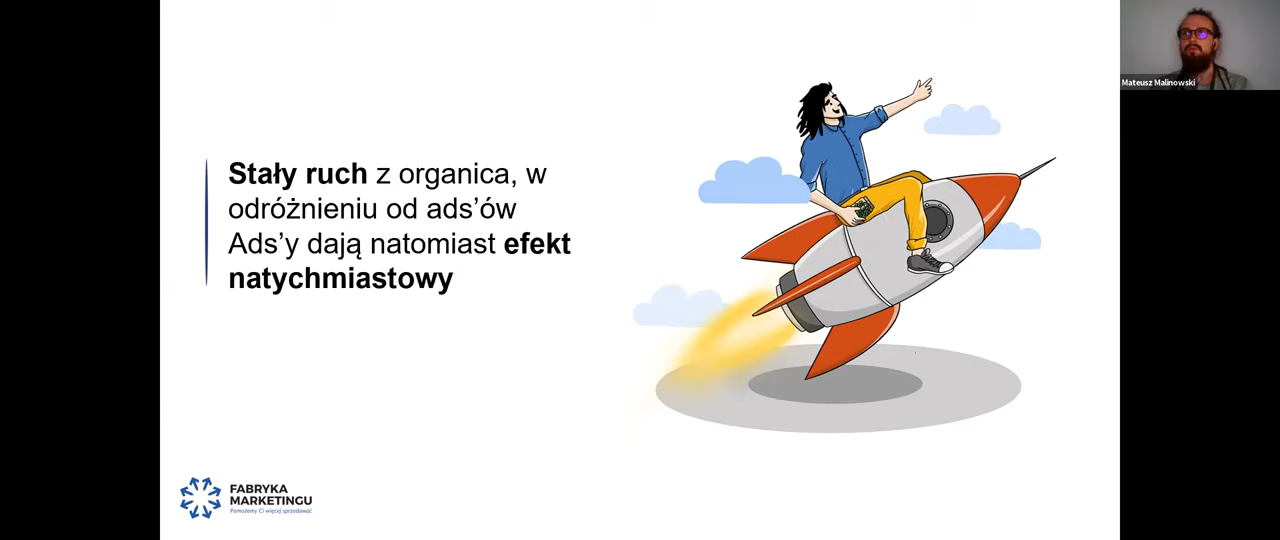 Mateusz Malinowski
Stały ruch z organica, w
odróżnieniu od ads’ów
Ads’y dają natomiast efekt
natychmiastowy
FABRYKA
MARKETINGU
Pomożemy Ci więcej sprzedawać